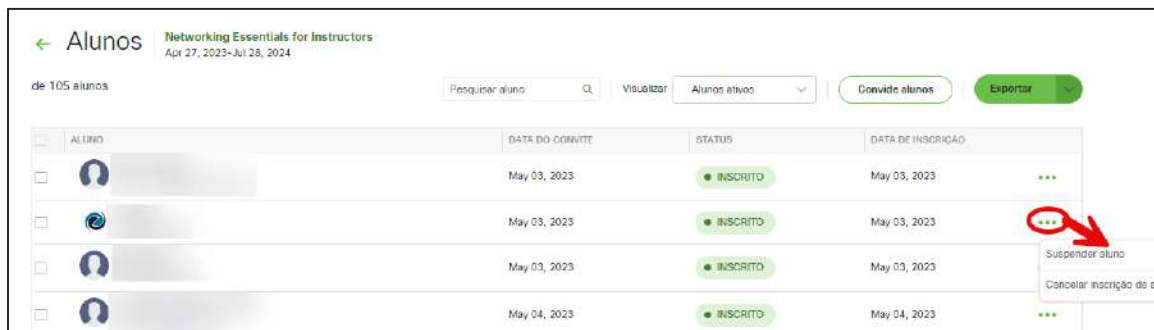 ← Alunos Networking Essentials for Instructors
Apr 27, 2023-Jul 28, 2024
de 105 alunos Pesquisar aluno Visualizar Alunos ativos Convide alunos Exportar
ALUNO DATA DO CONVITE STATUS DATA DE INSCRIÇÃO
May 03, 2023 INSCRITO May 03, 2023
May 03, 2023 INSCRITO May 03, 2023
Suspender aluno
May 03, 2023 INSCRITO May 03, 2023
Cancelar inscrição de a
May 04, 2023 INSCRITO May 04, 2023